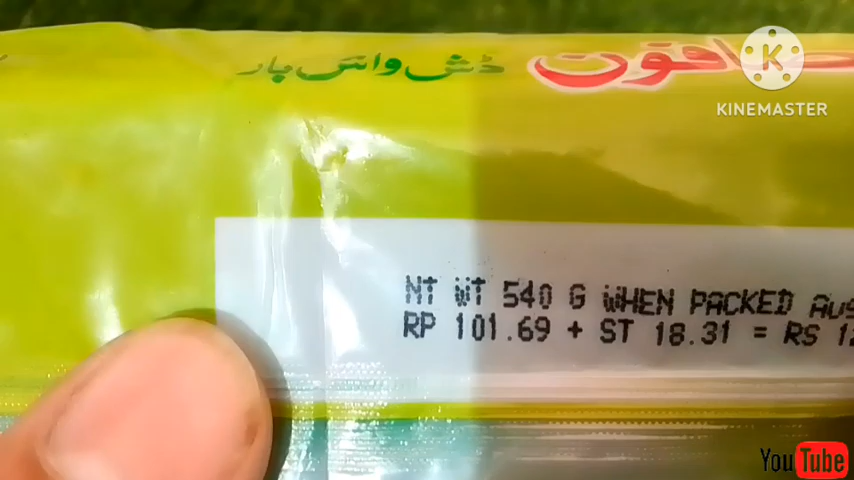 ڈش واش بار
KINEMASTER
NT WT 540 G WHEN PACKED
RP 101.69 + ST 18.31 = RS
YouTube